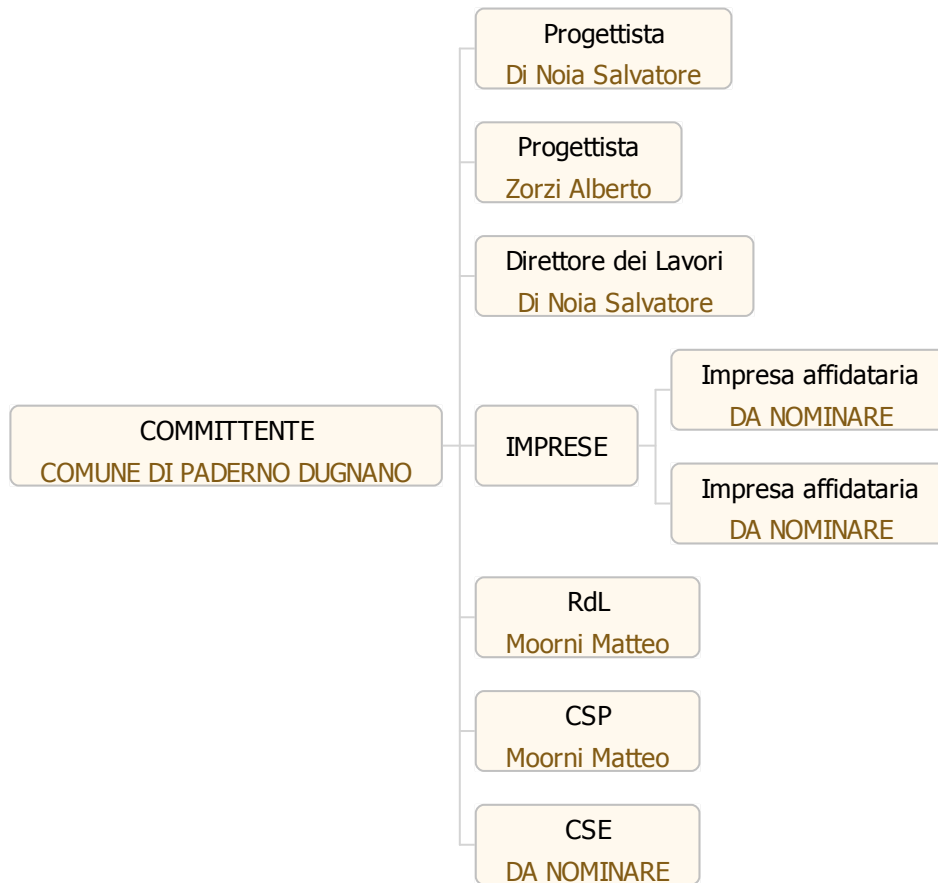 Progettista
Di Noia Salvatore
Progettista
Zorzi Alberto
Direttore dei Lavori
Di Noia Salvatore
COMMITTENTE
COMUNE DI PADERNO DUGNANO
IMPRESE
Impresa affidataria
DA NOMINARE
Impresa affidataria
DA NOMINARE
RdL
Moorni Matteo
CSP
Moorni Matteo
CSE
DA NOMINARE